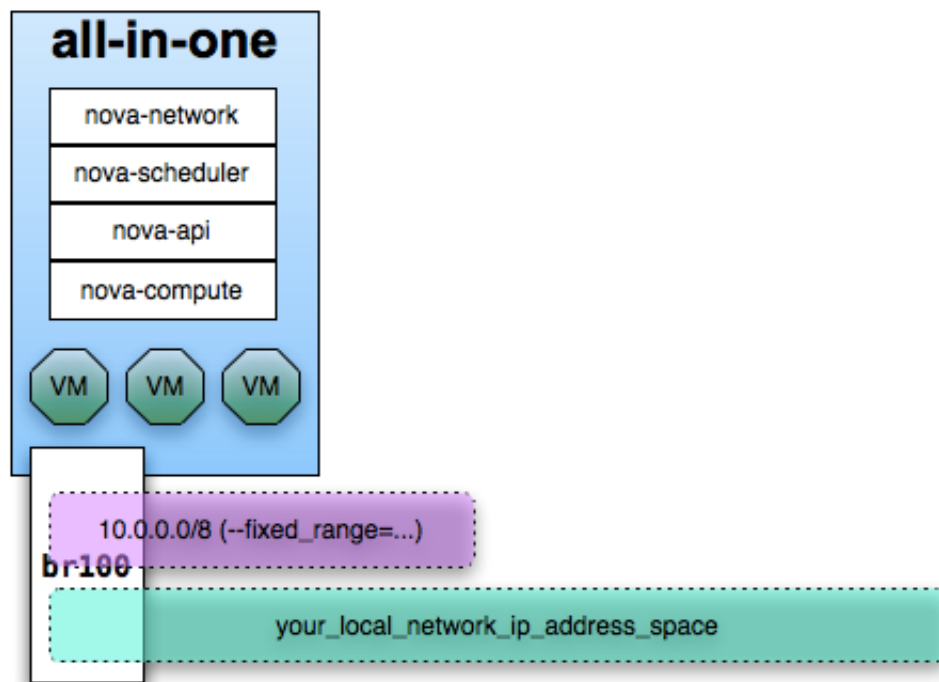 all-in-one
nova-network
nova-scheduler
nova-api
nova-compute
VM VM VM
10.0.0.0/8 (--fixed_range=...)
br100
your_local_network_ip_address_space